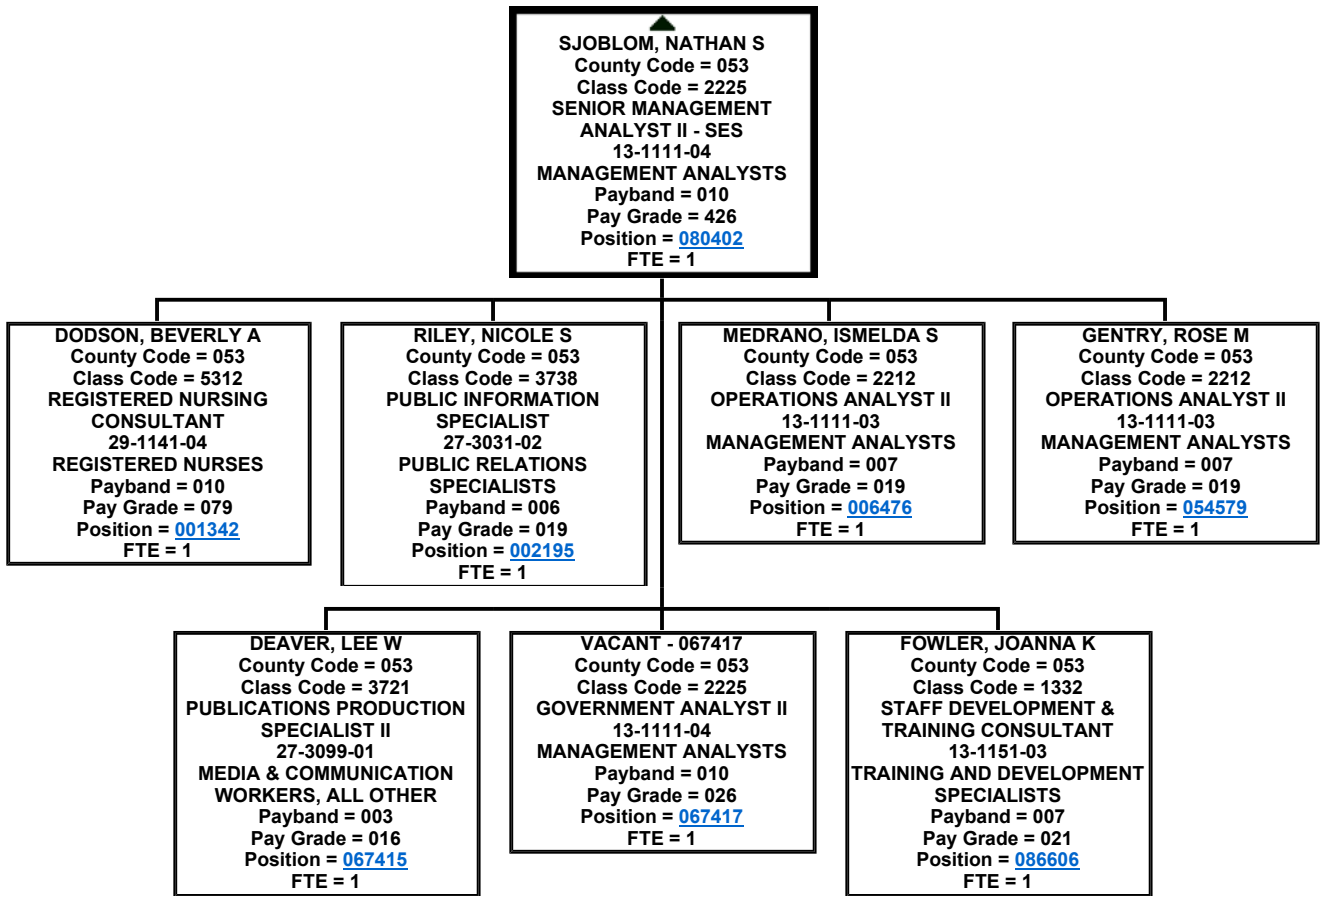 SJOBLOM, NATHAN S
County Code = 053
Class Code = 2225
SENIOR MANAGEMENT
ANALYST II - SES
13-1111-04
MANAGEMENT ANALYSTS
Payband = 010
Pay Grade = 426
Position = 080402
FTE = 1
DODSON, BEVERLY A
County Code = 053
Class Code = 5312
REGISTERED NURSING
CONSULTANT
29-1141-04
REGISTERED NURSES
Payband = 010
Pay Grade = 079
Position = 001342
FTE = 1
RILEY, NICOLE S
County Code = 053
Class Code = 3738
PUBLIC INFORMATION
SPECIALIST
27-3031-02
PUBLIC RELATIONS
SPECIALISTS
Payband = 006
Pay Grade = 019
Position = 002195
FTE = 1
MEDRANO, ISMELDA S
County Code = 053
Class Code = 2212
OPERATIONS ANALYST II
13-1111-03
MANAGEMENT ANALYSTS
Payband = 007
Pay Grade = 019
Position = 006476
FTE = 1
GENTRY, ROSE M
County Code = 053
Class Code = 2212
OPERATIONS ANALYST II
13-1111-03
MANAGEMENT ANALYSTS
Payband = 007
Pay Grade = 019
Position = 054579
FTE = 1
DEAVER, LEE W
County Code = 053
Class Code = 3721
PUBLICATIONS PRODUCTION
SPECIALIST II
27-3099-01
MEDIA & COMMUNICATION
WORKERS, ALL OTHER
Payband = 003
Pay Grade = 016
Position = 067415
FTE = 1
VACANT - 067417
County Code = 053
Class Code = 2225
GOVERNMENT ANALYST II
13-1111-04
MANAGEMENT ANALYSTS
Payband = 010
Pay Grade = 026
Position = 067417
FTE = 1
FOWLER, JOANNA K
County Code = 053
Class Code = 1332
STAFF DEVELOPMENT &
TRAINING CONSULTANT
13-1151-03
TRAINING AND DEVELOPMENT
SPECIALISTS
Payband = 007
Pay Grade = 021
Position = 086606
FTE = 1